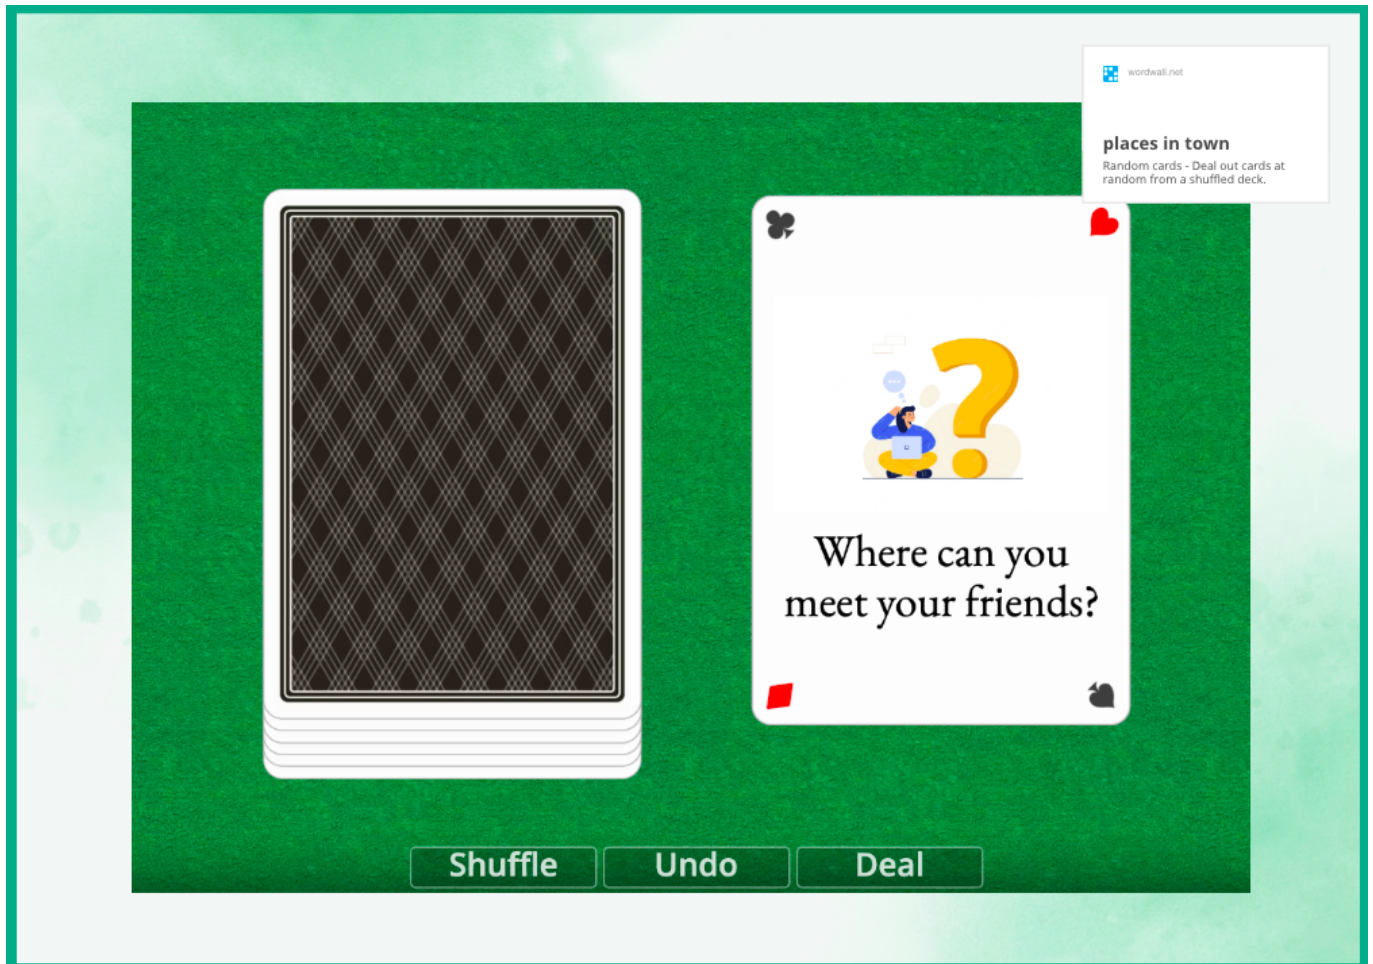 wordwall.net
places in town
Random cards - Deal out cards at
random from a shuffled deck.
Where can you
meet your friends?
Shuffle
Undo
Deal